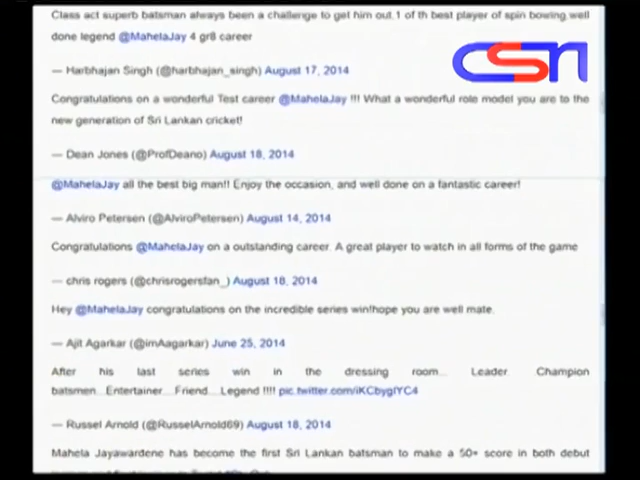 Class act superb batsman always been a challenge to get him out.1 of th best player of spin bowing.well
done legend @MahelaJay 4 gr8 career
CSN
— Harbhajan Singh (@harbhajan_singh) August 17, 2014
Congratulations on a wonderful Test career @MahelaJay !!! What a wonderful role model you are to the
new generation of Sri Lankan cricket!
— Dean Jones (@ProfDeano) August 18, 2014
@MahelaJay all the best big man!! Enjoy the occasion, and well done on a fantastic career!
— Alviro Petersen (@AlviroPetersen) August 14, 2014
Congratulations @MahelaJay on a outstanding career. A great player to watch in all forms of the game
— chris rogers (@chrisrogersfan_) August 18, 2014
Hey @MahelaJay congratulations on the incredible series win!hope you are well mate.
— Ajit Agarkar (@imAagarkar) June 25, 2014
After his last series win in the dressing room... Leader Champion
batsmen...Entertainer....Friend....Legend !!!!
— Russel Arnold (@RusselArnold69) August 18, 2014
Mahela Jayawardene has become the first Sri Lankan batsman to make a 50+ score in both debut